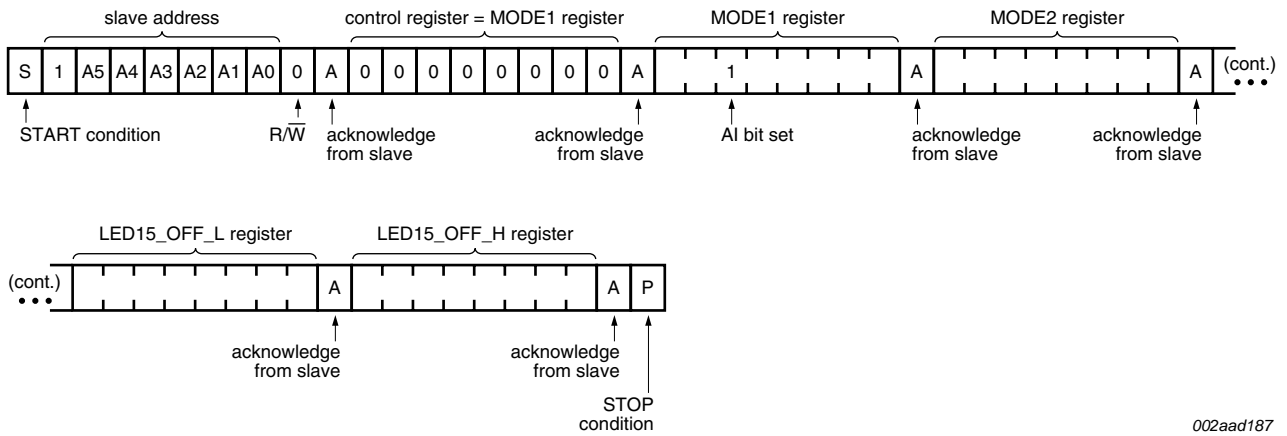 slave address control register = MODE1 register MODE1 register MODE2 register
S 1 A5 A4 A3 A2 A1 A0 0 A 0 0 0 0 0 0 0 0 A 1 A A (cont.)
START condition R/W̅ acknowledge from slave acknowledge from slave AI bit set acknowledge from slave acknowledge from slave
LED15_OFF_L register LED15_OFF_H register
(cont.) A A P
acknowledge from slave acknowledge from slave
STOP condition
002aad187